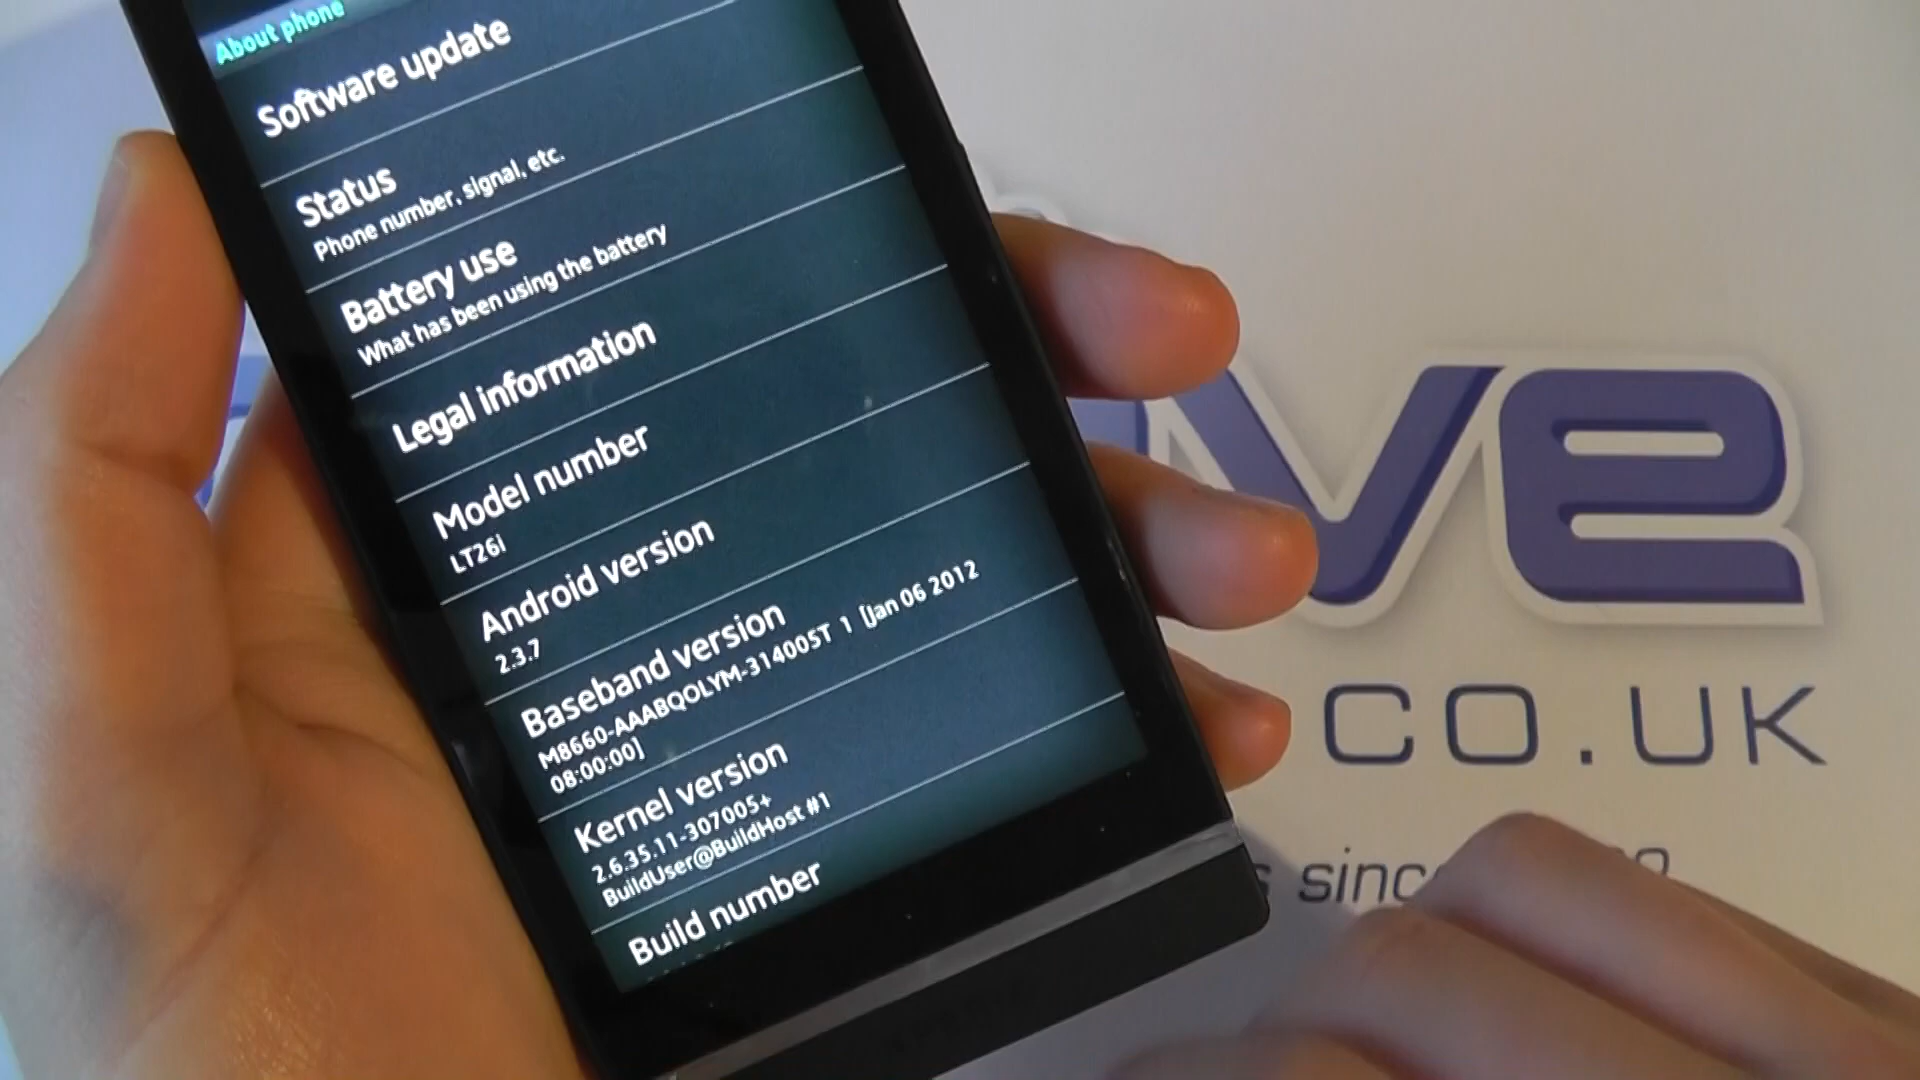 About phone
Software update
Status
Phone number, signal, etc.
Battery use
What has been using the battery
Legal information
Model number
LT26i
Android version
2.3.7
Baseband version
M8660-AAABQOLYM-314005T 1 [Jan 06 2012
08:00:00]
Kernel version
2.6.35.11-307005+
BuildUser@BuildHost #1
Build number
ve
CO.UK